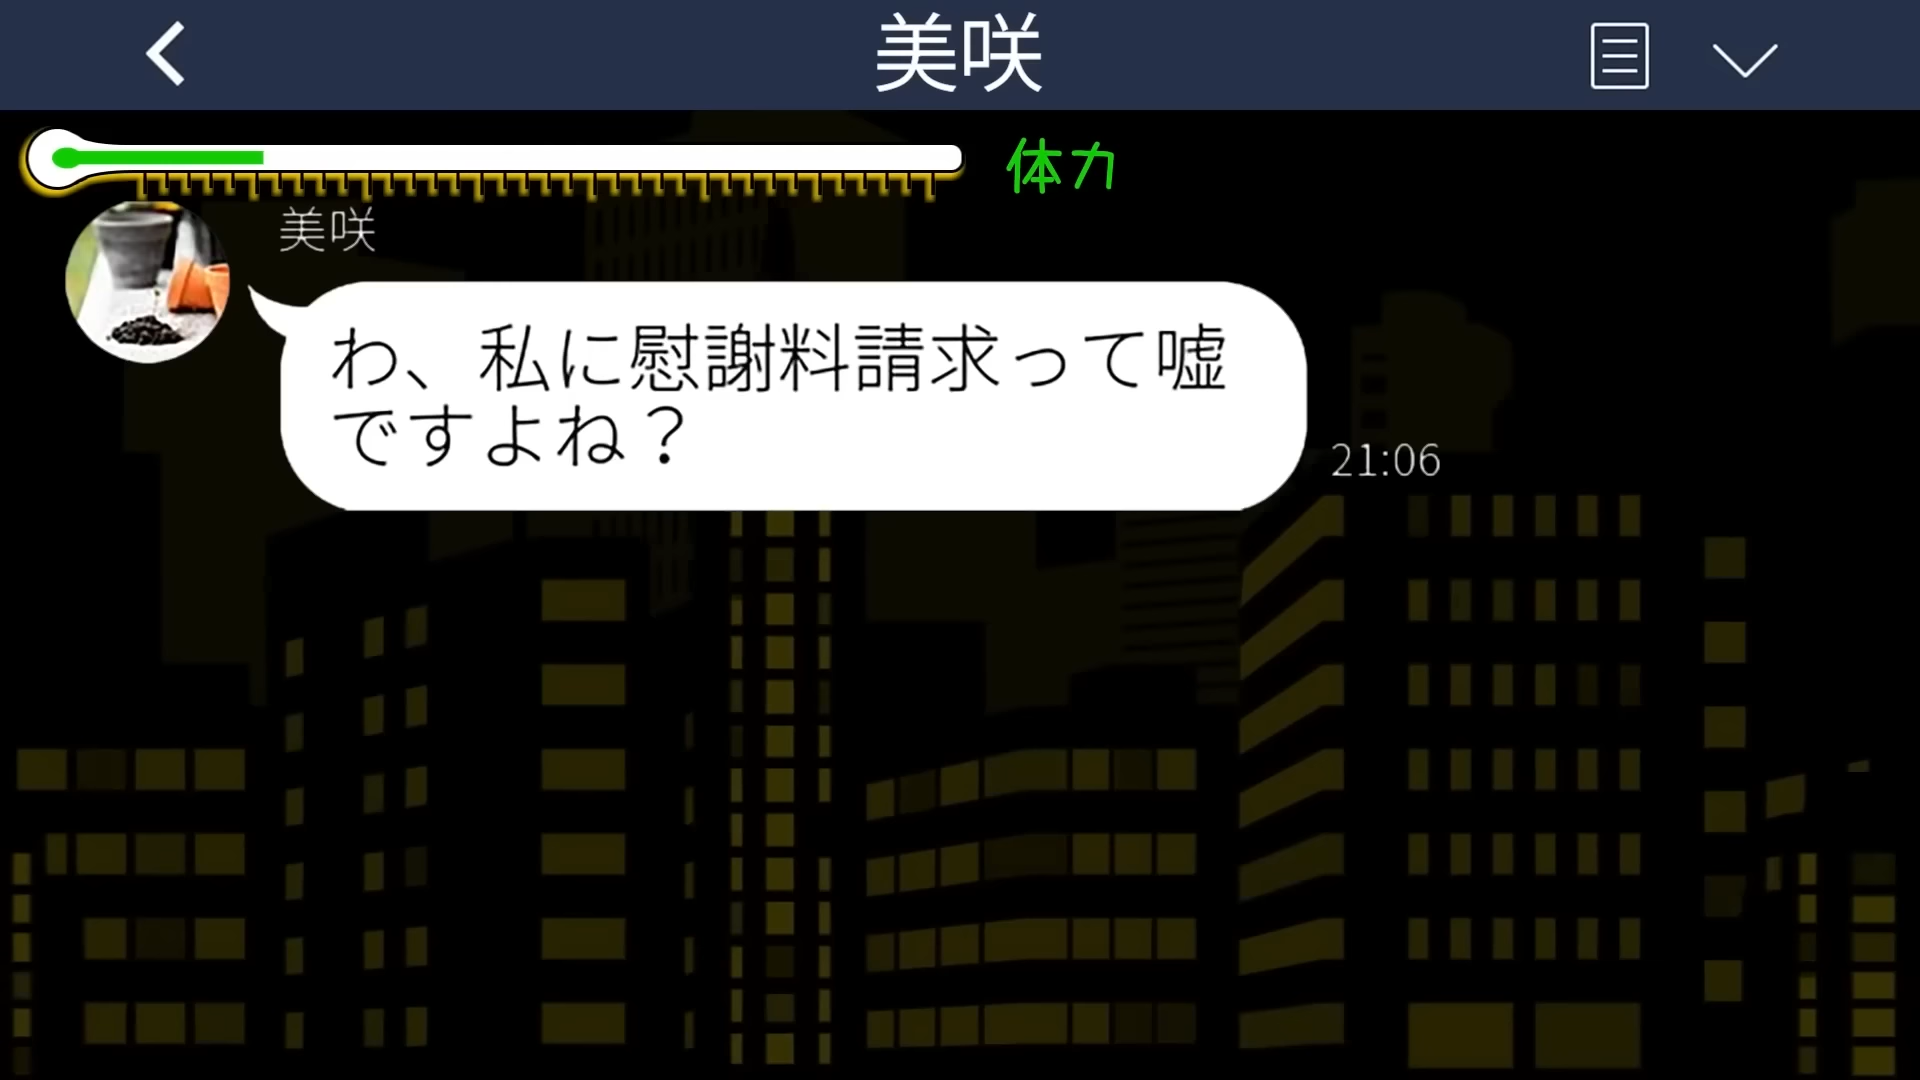 美咲
体力
美咲
わ、私に慰謝料請求って嘘
ですよね？
21:06